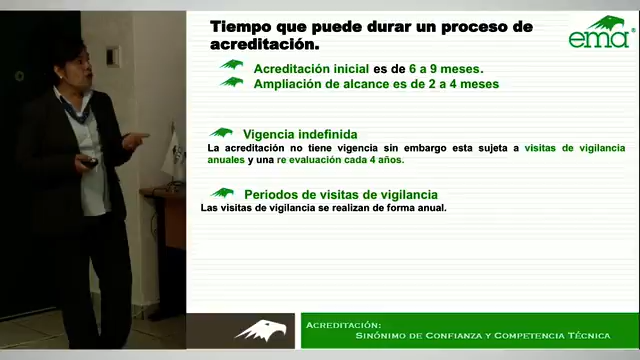 Tiempo que puede durar un proceso de
acreditación.
ema®
Acreditación inicial es de 6 a 9 meses.
Ampliación de alcance es de 2 a 4 meses
Vigencia indefinida
La acreditación no tiene vigencia sin embargo esta sujeta a visitas de vigilancia
anuales y una re evaluación cada 4 años.
Periodos de visitas de vigilancia
Las visitas de vigilancia se realizan de forma anual.
ACREDITACIÓN:
SINÓNIMO DE CONFIANZA Y COMPETENCIA TÉCNICA